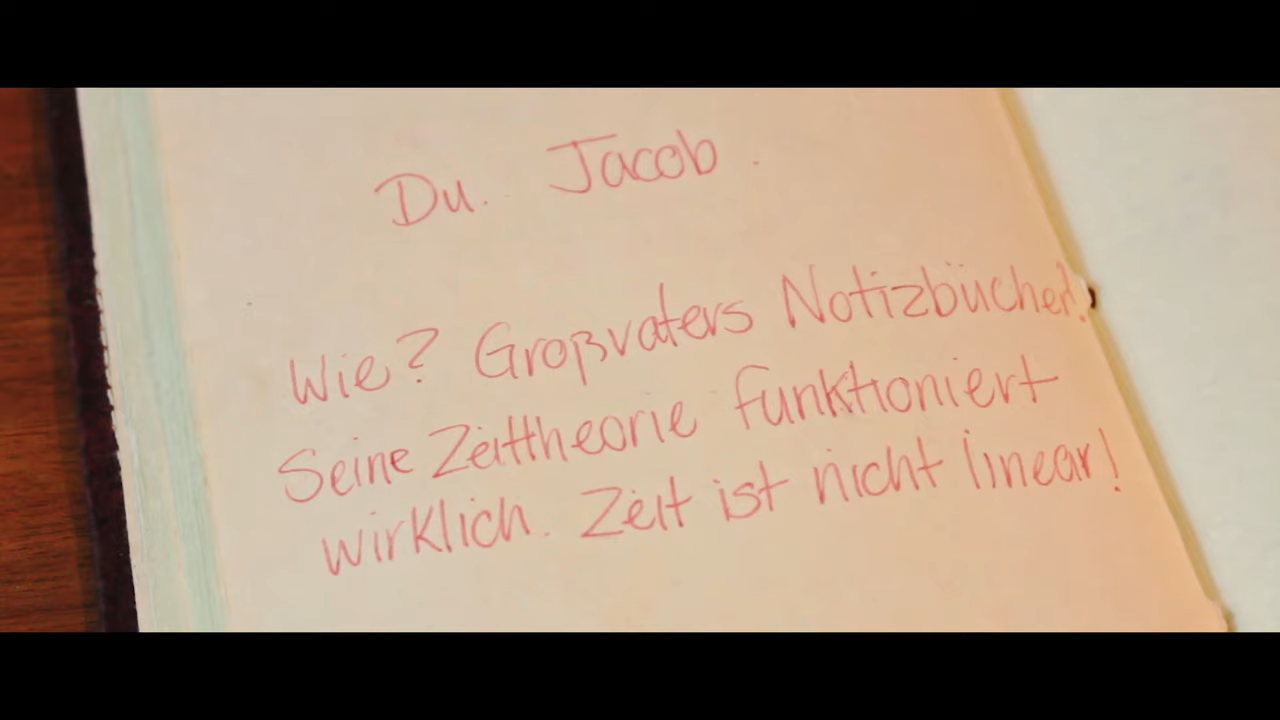 Du. Jacob.
Wie? Großvaters Notizbücher!
Seine Zeittheorie funktioniert
wirklich. Zeit ist nicht linear!